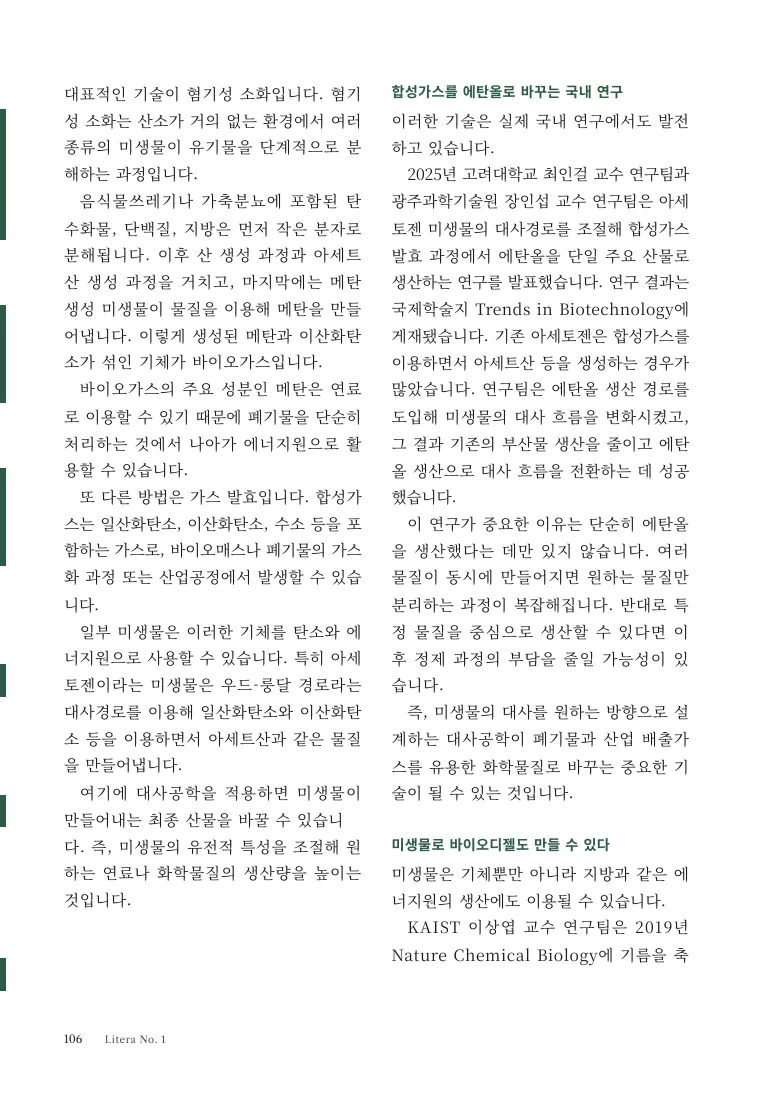 대표적인 기술이 혐기성 소화입니다. 혐기
성 소화는 산소가 거의 없는 환경에서 여러
종류의 미생물이 유기물을 단계적으로 분
해하는 과정입니다.
음식물쓰레기나 가축분뇨에 포함된 탄
수화물, 단백질, 지방은 먼저 작은 분자로
분해됩니다. 이후 산 생성 과정과 아세트
산 생성 과정을 거치고, 마지막에는 메탄
생성 미생물이 물질을 이용해 메탄을 만들
어냅니다. 이렇게 생성된 메탄과 이산화탄
소가 섞인 기체가 바이오가스입니다.
바이오가스의 주요 성분인 메탄은 연료
로 이용할 수 있기 때문에 폐기물을 단순히
처리하는 것에서 나아가 에너지원으로 활
용할 수 있습니다.
또 다른 방법은 가스 발효입니다. 합성가
스는 일산화탄소, 이산화탄소, 수소 등을 포
함하는 가스로, 바이오매스나 폐기물의 가스
화 과정 또는 산업공정에서 발생할 수 있습
니다.
일부 미생물은 이러한 기체를 탄소와 에
너지원으로 사용할 수 있습니다. 특히 아세
토젠이라는 미생물은 우드-룽달 경로라는
대사경로를 이용해 일산화탄소와 이산화탄
소 등을 이용하면서 아세트산과 같은 물질
을 만들어냅니다.
여기에 대사공학을 적용하면 미생물이
만들어내는 최종 산물을 바꿀 수 있습니
다. 즉, 미생물의 유전적 특성을 조절해 원
하는 연료나 화학물질의 생산량을 높이는
것입니다.
합성가스를 에탄올로 바꾸는 국내 연구
이러한 기술은 실제 국내 연구에서도 발전
하고 있습니다.
2025년 고려대학교 최인걸 교수 연구팀과
광주과학기술원 장인섭 교수 연구팀은 아세
토젠 미생물의 대사경로를 조절해 합성가스
발효 과정에서 에탄올을 단일 주요 산물로
생산하는 연구를 발표했습니다. 연구 결과는
국제학술지 Trends in Biotechnology에
게재됐습니다. 기존 아세토젠은 합성가스를
이용하면서 아세트산 등을 생성하는 경우가
많았습니다. 연구팀은 에탄올 생산 경로를
도입해 미생물의 대사 흐름을 변화시켰고,
그 결과 기존의 부산물 생산을 줄이고 에탄
올 생산으로 대사 흐름을 전환하는 데 성공
했습니다.
이 연구가 중요한 이유는 단순히 에탄올
을 생산했다는 데만 있지 않습니다. 여러
물질이 동시에 만들어지면 원하는 물질만
분리하는 과정이 복잡해집니다. 반대로 특
정 물질을 중심으로 생산할 수 있다면 이
후 정제 과정의 부담을 줄일 가능성이 있
습니다.
즉, 미생물의 대사를 원하는 방향으로 설
계하는 대사공학이 폐기물과 산업 배출가
스를 유용한 화학물질로 바꾸는 중요한 기
술이 될 수 있는 것입니다.
미생물로 바이오디젤도 만들 수 있다
미생물은 기체뿐만 아니라 지방과 같은 에
너지원의 생산에도 이용될 수 있습니다.
KAIST 이상엽 교수 연구팀은 2019년
Nature Chemical Biology에 기름을 축
106 Litera No. 1